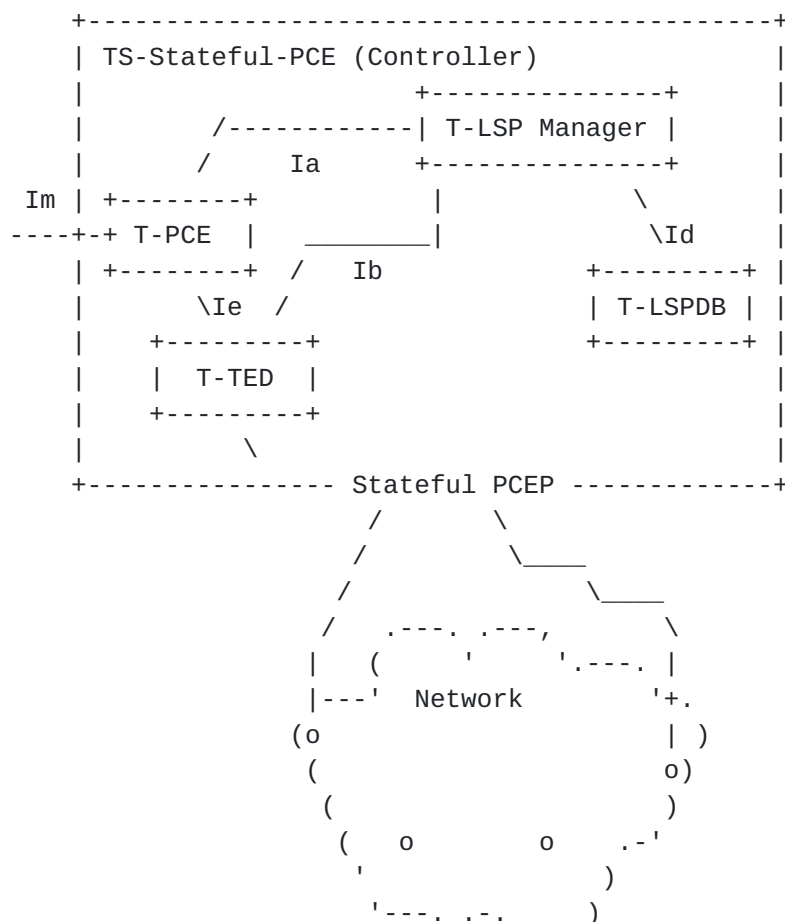 TS-Stateful-PCE (Controller)
T-LSP Manager
Ia
Im
T-PCE
Id
Ib
Ie
T-LSPDB
T-TED
Stateful PCEP
Network
o
o
o o